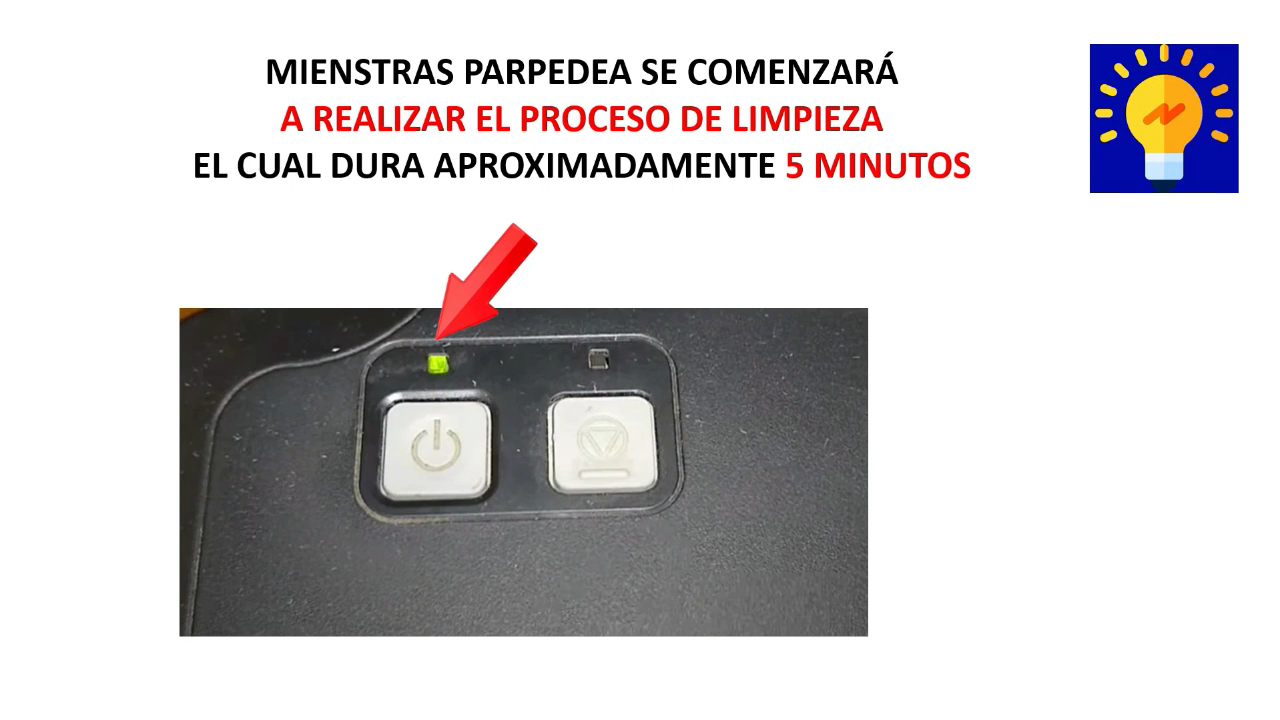 MIENSTRAS PARPEDEA SE COMENZARÁ
A REALIZAR EL PROCESO DE LIMPIEZA
EL CUAL DURA APROXIMADAMENTE 5 MINUTOS